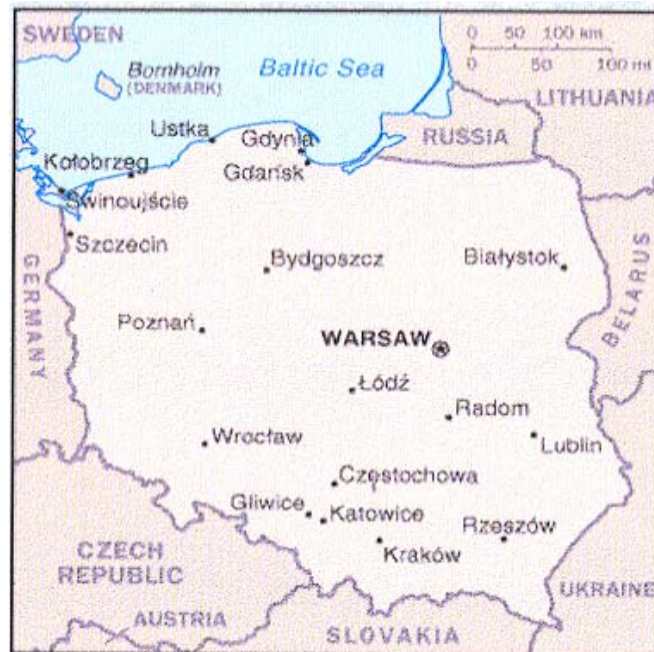 SWEDEN
0 50 100 km
0 50 100 mi
Bornholm
(DENMARK)
Baltic Sea
LITHUANIA
Ustka
Gdynia
RUSSIA
Kołobrzeg
Gdańsk
Świnoujście
Szczecin
Bydgoszcz
Białystok
GERMANY
BELARUS
Poznań
WARSAW
Łódź
Radom
Wrocław
Lublin
Częstochowa
Gliwice
Katowice
Rzeszów
Kraków
CZECH
REPUBLIC
UKRAINE
AUSTRIA
SLOVAKIA